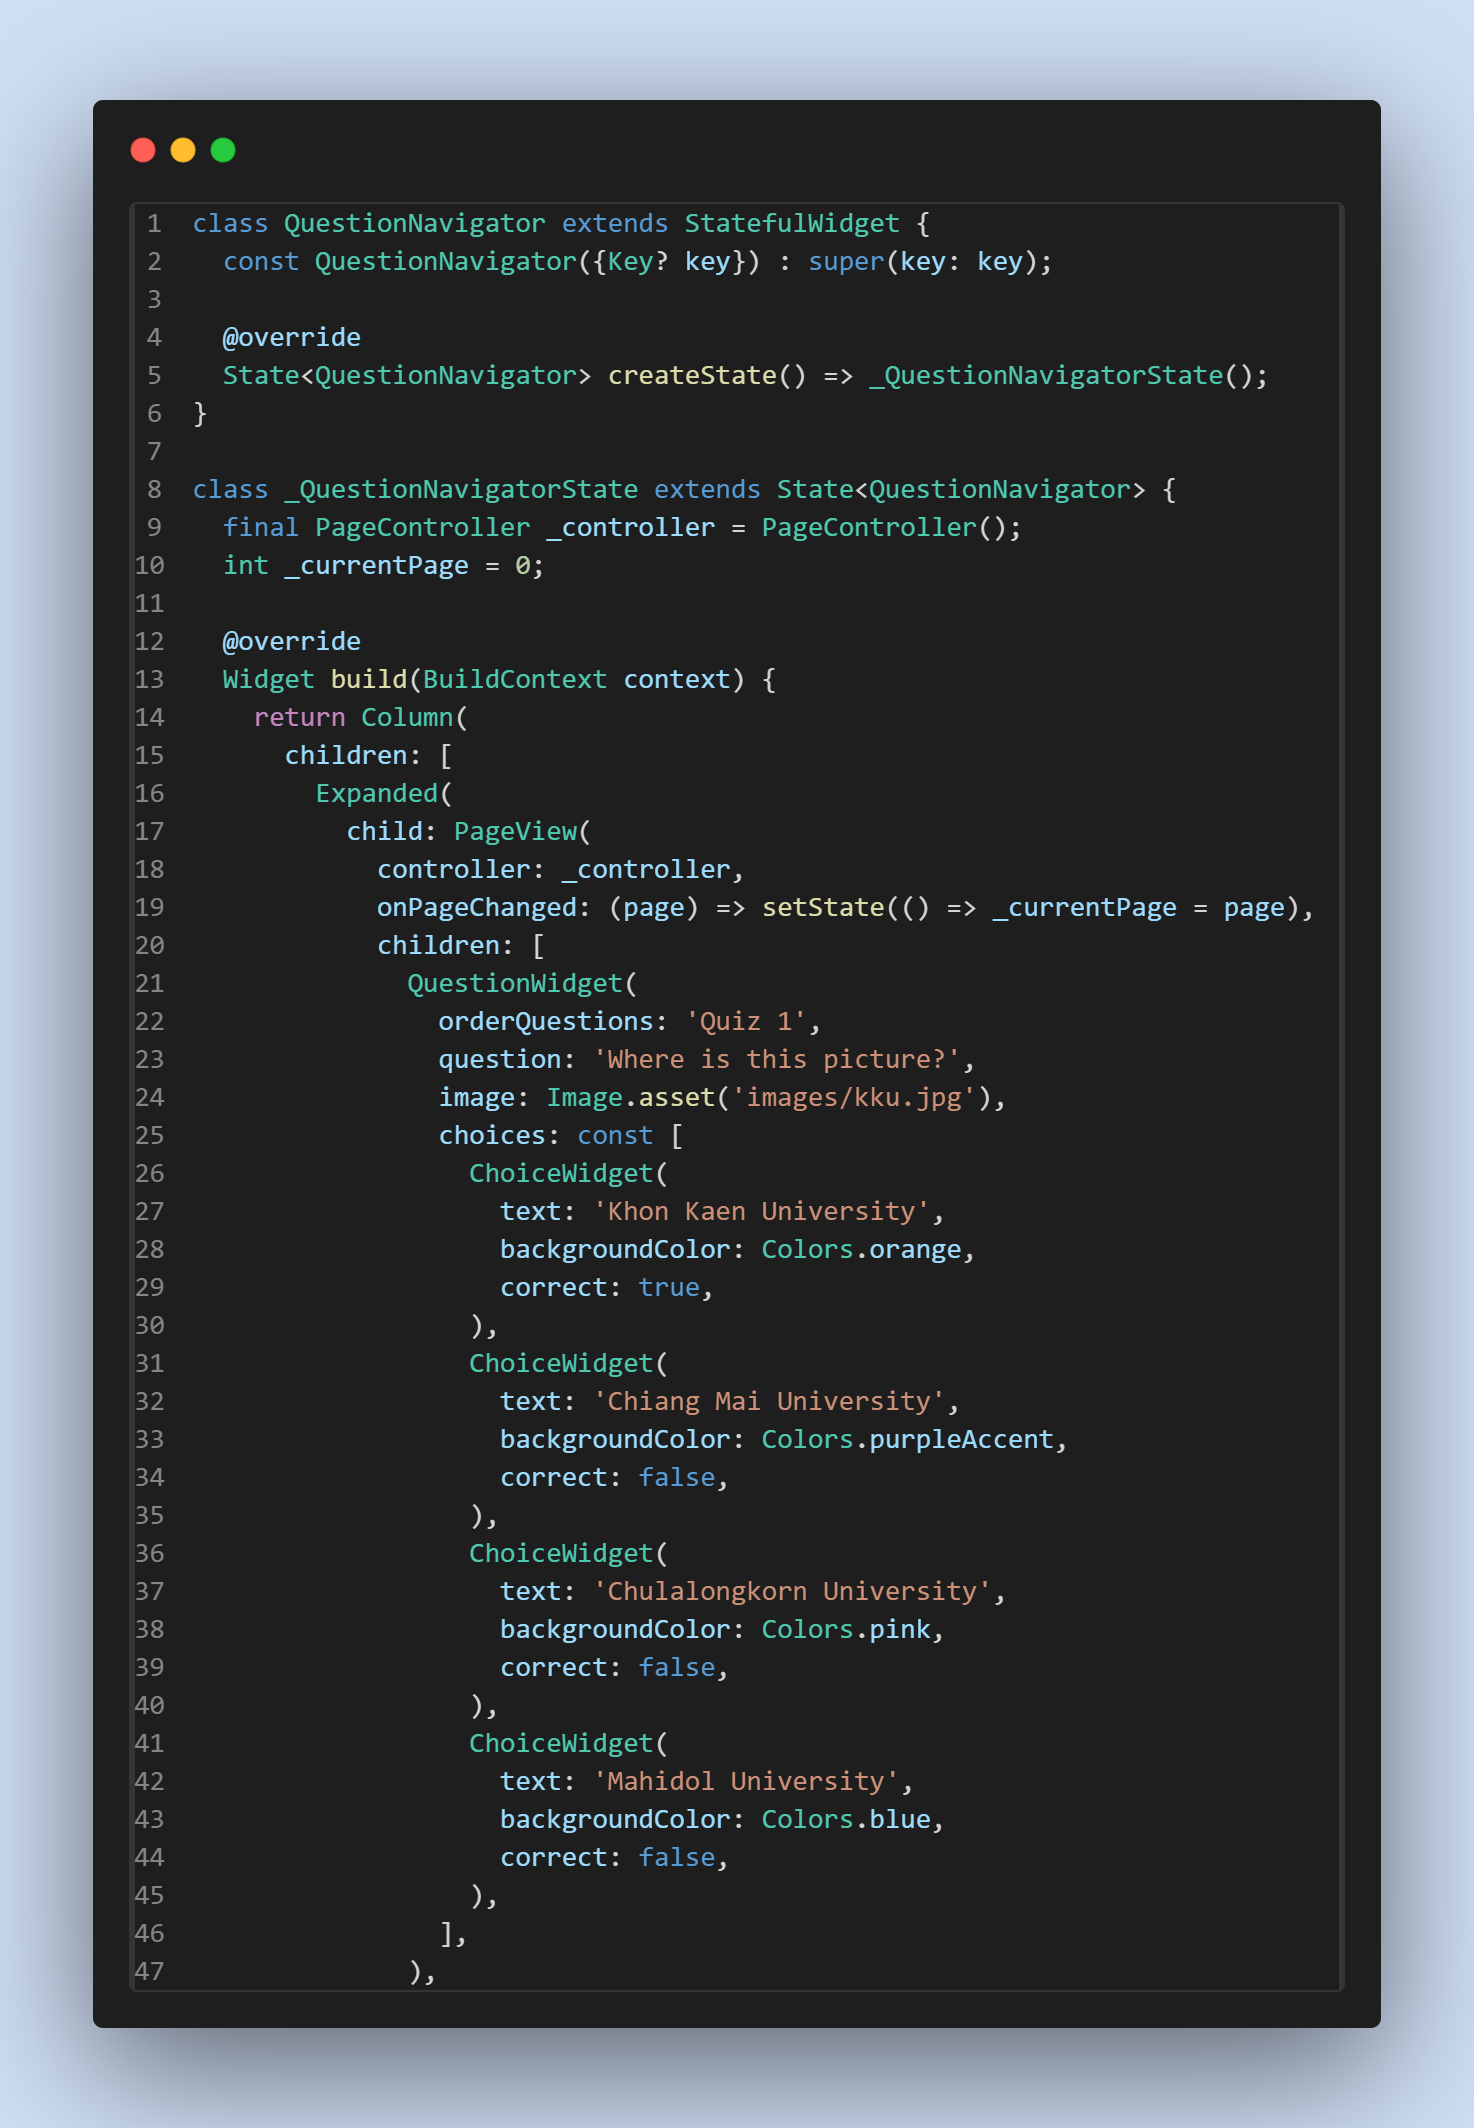 1 class QuestionNavigator extends StatefulWidget {
2   const QuestionNavigator({Key? key}) : super(key: key);
3
4   @override
5   State<QuestionNavigator> createState() => _QuestionNavigatorState();
6 }
7
8 class _QuestionNavigatorState extends State<QuestionNavigator> {
9   final PageController _controller = PageController();
10   int _currentPage = 0;
11
12   @override
13   Widget build(BuildContext context) {
14     return Column(
15       children: [
16         Expanded(
17           child: PageView(
18             controller: _controller,
19             onPageChanged: (page) => setState(() => _currentPage = page),
20             children: [
21               QuestionWidget(
22                 orderQuestions: 'Quiz 1',
23                 question: 'Where is this picture?',
24                 image: Image.asset('images/kku.jpg'),
25                 choices: const [
26                   ChoiceWidget(
27                     text: 'Khon Kaen University',
28                     backgroundColor: Colors.orange,
29                     correct: true,
30                   ),
31                   ChoiceWidget(
32                     text: 'Chiang Mai University',
33                     backgroundColor: Colors.purpleAccent,
34                     correct: false,
35                   ),
36                   ChoiceWidget(
37                     text: 'Chulalongkorn University',
38                     backgroundColor: Colors.pink,
39                     correct: false,
40                   ),
41                   ChoiceWidget(
42                     text: 'Mahidol University',
43                     backgroundColor: Colors.blue,
44                     correct: false,
45                   ),
46                 ],
47               ),